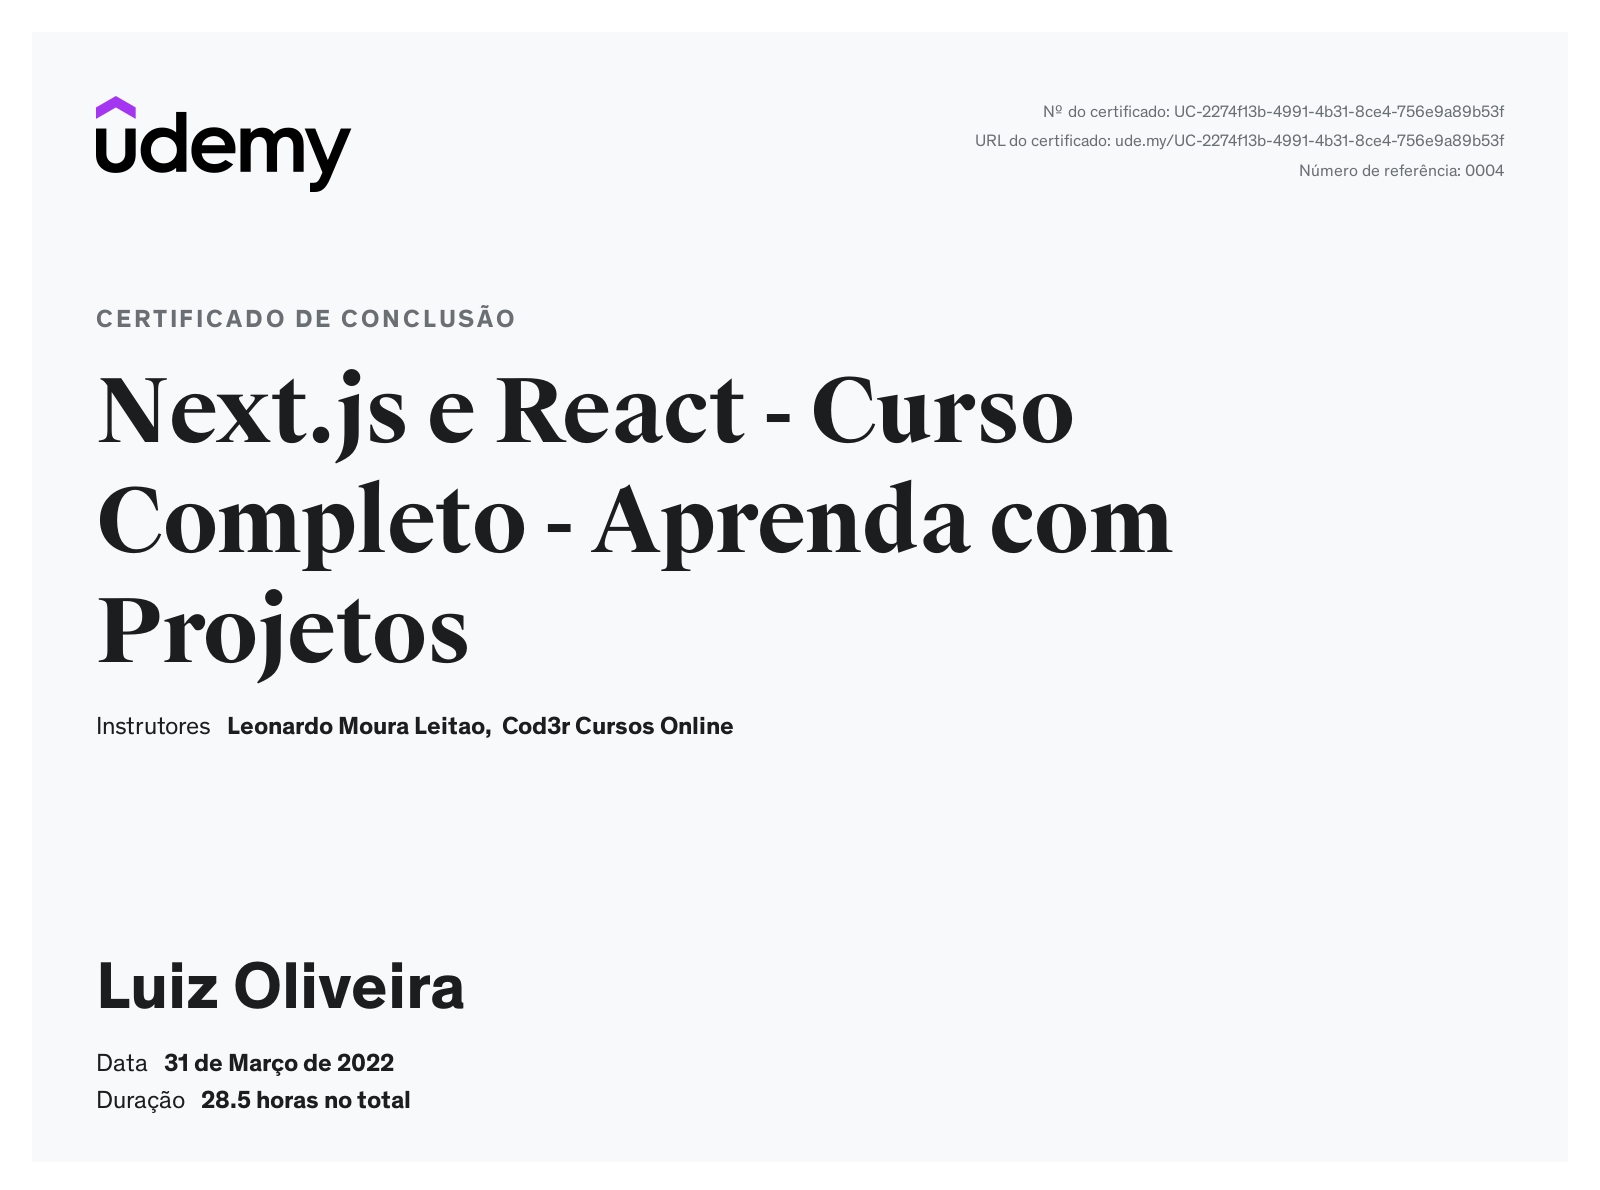 udemy
Nº do certificado: UC-2274f13b-4991-4b31-8ce4-756e9a89b53f
URL do certificado: ude.my/UC-2274f13b-4991-4b31-8ce4-756e9a89b53f
Número de referência: 0004
CERTIFICADO DE CONCLUSÃO
Next.js e React - Curso
Completo - Aprenda com
Projetos
Instrutores Leonardo Moura Leitao, Cod3r Cursos Online
Luiz Oliveira
Data 31 de Março de 2022
Duração 28.5 horas no total